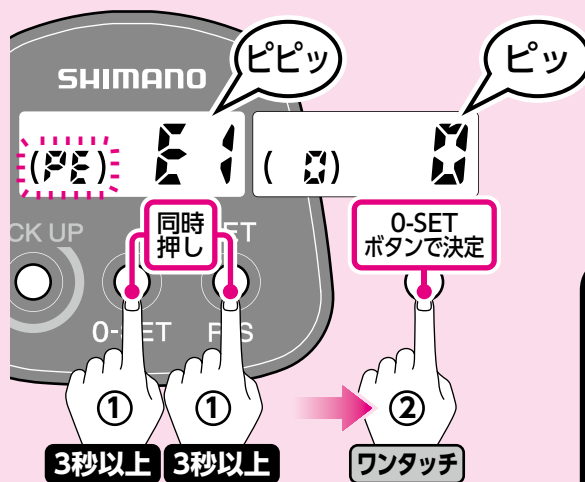 ピピッ
ピッ
SHIMANO
(PE) E1
( 0) 0
同時
押し
0-SET
ボタンで決定
CK UP
ET
0-SET
① ① ②
3秒以上 3秒以上 ワンタッチ